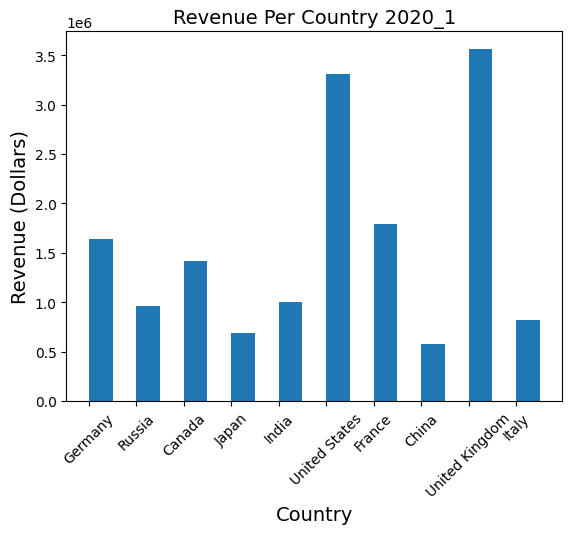 Revenue Per Country 2020_1
1e6
Revenue (Dollars)
3.5
3.0
2.5
2.0
1.5
1.0
0.5
0.0
Germany
Russia
Canada
Japan
India
United States
France
China
United Kingdom
Italy
Country